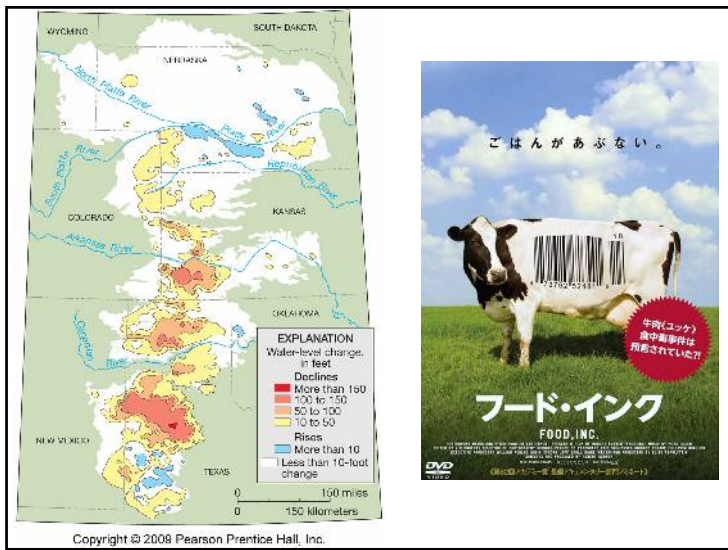 WYOMING
SOUTH DAKOTA
NEBRASKA
North Platte River
Platte River
South Platte River
Republican River
COLORADO
KANSAS
Arkansas River
OKLAHOMA
Canadian River
NEW MEXICO
TEXAS
EXPLANATION
Water-level change,
in feet
Declines
More than 150
100 to 150
50 to 100
10 to 50
Rises
More than 10
Less than 10-foot
change
0 150 miles
0 150 kilometers
Copyright © 2009 Pearson Prentice Hall, Inc.
ごはんがあぶない。
牛肉(ユッケ)
食中毒事件は
予告されていた?!
フード・インク
FOOD, INC.
DVD
VIDEO